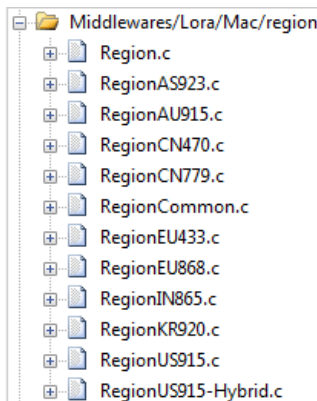 Middlewares/Lora/Mac/region
Region.c
RegionAS923.c
RegionAU915.c
RegionCN470.c
RegionCN779.c
RegionCommon.c
RegionEU433.c
RegionEU868.c
RegionIN865.c
RegionKR920.c
RegionUS915.c
RegionUS915-Hybrid.c